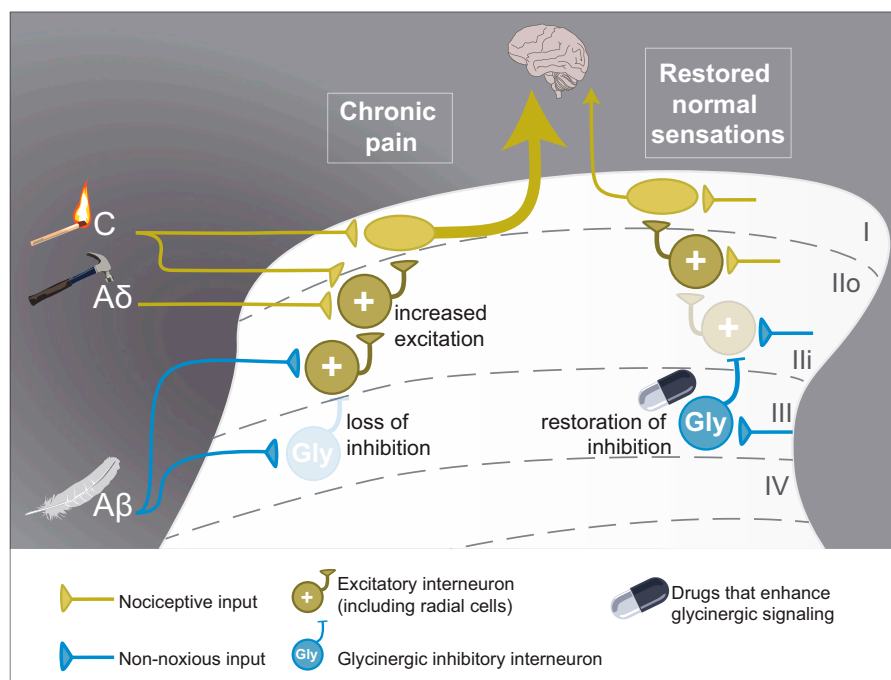 Chronic
pain
Restored
normal
sensations
C
Aδ
Aβ
+
increased
excitation
+
Gly
loss of
inhibition
+
+
restoration of
inhibition
Gly
I
IIo
IIi
III
IV
Nociceptive input
Non-noxious input
+
Excitatory interneuron
(including radial cells)
Gly
Glycinergic inhibitory interneuron
Drugs that enhance
glycinergic signaling